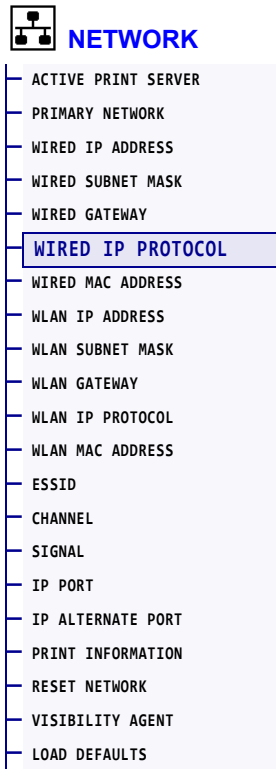 NETWORK
ACTIVE PRINT SERVER
PRIMARY NETWORK
WIRED IP ADDRESS
WIRED SUBNET MASK
WIRED GATEWAY
WIRED IP PROTOCOL
WIRED MAC ADDRESS
WLAN IP ADDRESS
WLAN SUBNET MASK
WLAN GATEWAY
WLAN IP PROTOCOL
WLAN MAC ADDRESS
ESSID
CHANNEL
SIGNAL
IP PORT
IP ALTERNATE PORT
PRINT INFORMATION
RESET NETWORK
VISIBILITY AGENT
LOAD DEFAULTS